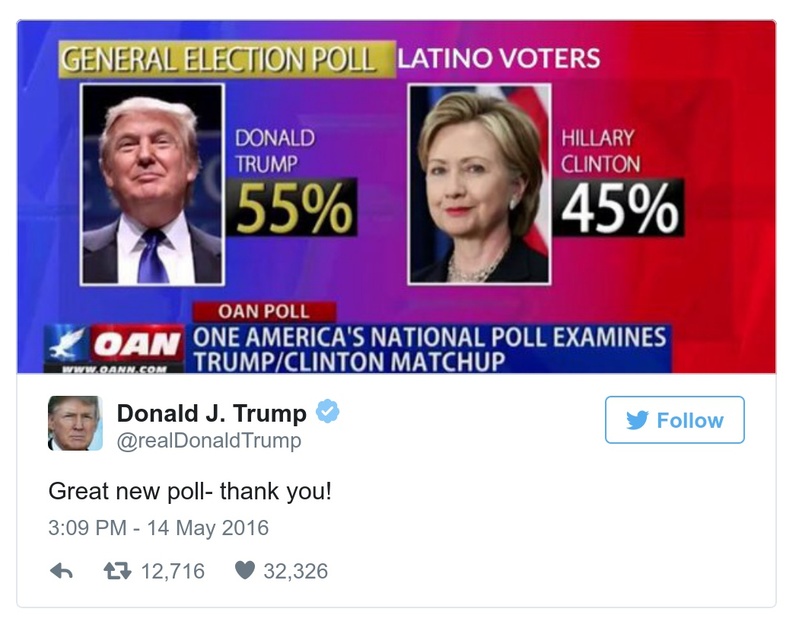 GENERAL ELECTION POLL LATINO VOTERS
DONALD
TRUMP
55%
HILLARY
CLINTON
45%
OAN POLL
OAN
WWW.OANN.COM
ONE AMERICA'S NATIONAL POLL EXAMINES
TRUMP/CLINTON MATCHUP
Donald J. Trump
@realDonaldTrump
Follow
Great new poll- thank you!
3:09 PM - 14 May 2016
12,716 32,326